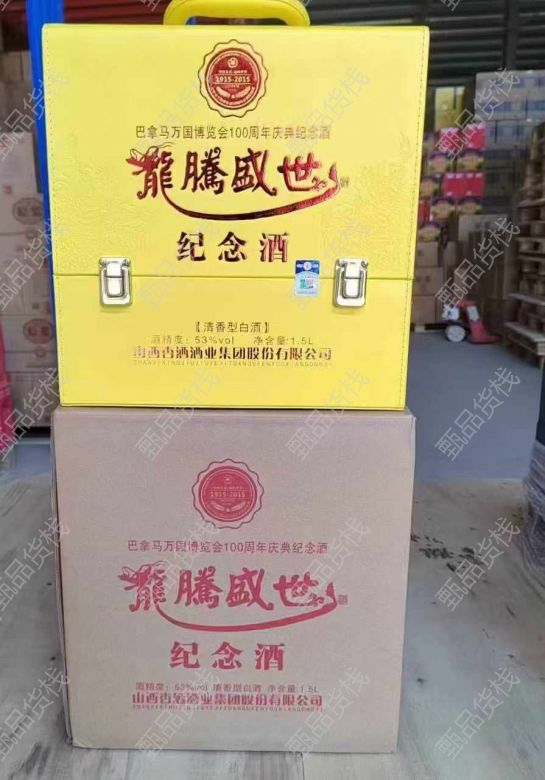 1915-2015
巴拿马万国博览会100周年庆典纪念酒
龍騰盛世
纪念酒
【清香型白酒】
酒精度：53%vol 净含量:1.5L
山西杏酒酒业集团股份有限公司
1915-2015
巴拿马万国博览会100周年庆典纪念酒
龍騰盛世
纪念酒
酒精度：53%vol 清香型白酒 净含量:1.5L
山西杏酒酒业集团股份有限公司
甄品货栈